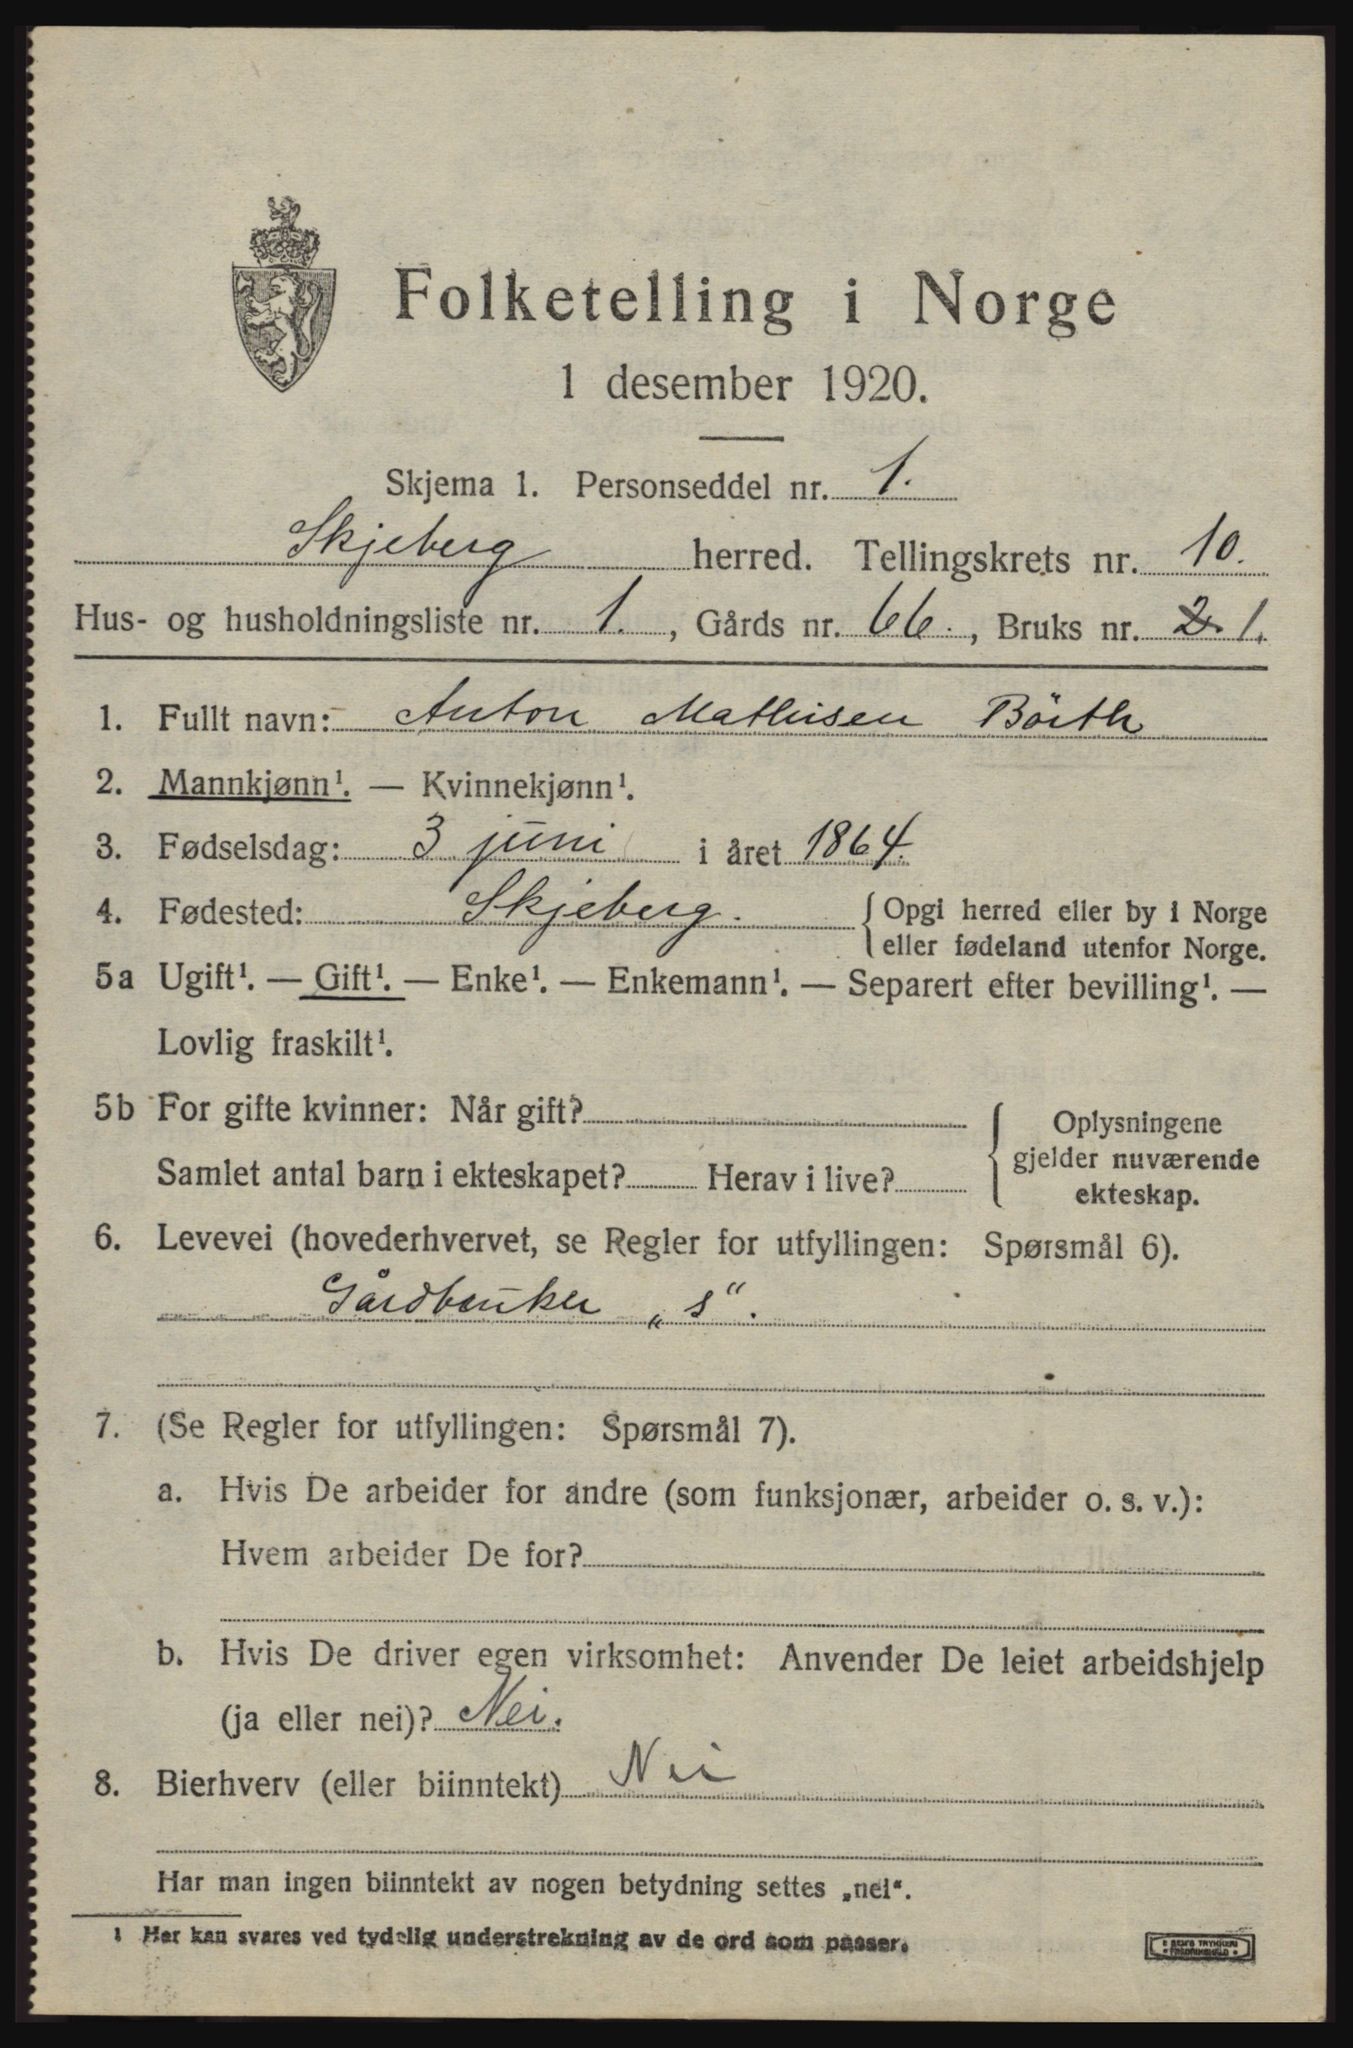 Folketelling i Norge
1 desember 1920.
Skjema 1. Personseddel nr. 1.
Skjeberg herred. Tellingskrets nr. 10.
Hus- og husholdningsliste nr. 1., Gårds nr. 66., Bruks nr. 2. 1.
1. Fullt navn: Anton Mathisen Börth
2. Mannkjønn¹. — Kvinnekjønn¹.
3. Fødselsdag: 3 juni i året 1864.
4. Fødested: Skjeberg. { Opgi herred eller by i Norge
eller fødeland utenfor Norge.
5a Ugift¹. — Gift¹. — Enke¹. — Enkemann¹. — Separert efter bevilling¹. —
Lovlig fraskilt¹.
5b For gifte kvinner: Når gift?
Samlet antal barn i ekteskapet? Herav i live?
{ Oplysningene
gjelder nuværende
ekteskap.
6. Levevei (hovederhvervet, se Regler for utfyllingen: Spørsmål 6).
Gårdbruker „s“.
7. (Se Regler for utfyllingen: Spørsmål 7).
a. Hvis De arbeider for andre (som funksjonær, arbeider o. s. v.):
Hvem arbeider De for?
b. Hvis De driver egen virksomhet: Anvender De leiet arbeidshjelp
(ja eller nei)? Nei.
8. Bierhverv (eller biinntekt) Nei
Har man ingen biinntekt av nogen betydning settes „nei“.
¹ Her kan svares ved tydelig understrekning av de ord som passer.